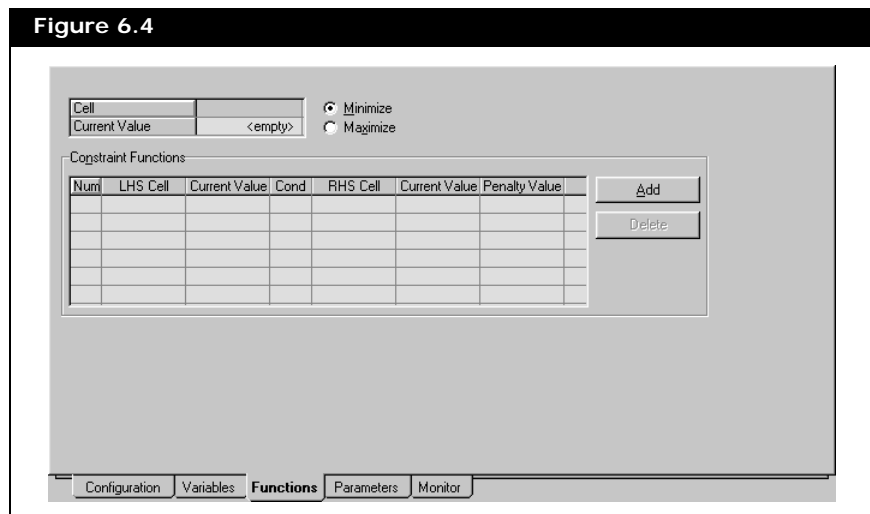 Figure 6.4
Cell
Current Value <empty>
Minimize
Maximize
Constraint Functions
Num LHS Cell Current Value Cond RHS Cell Current Value Penalty Value
Add
Delete
Configuration Variables Functions Parameters Monitor